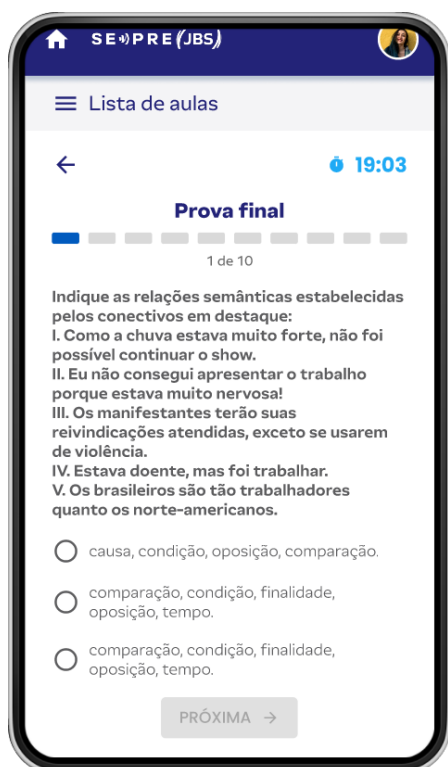 SEMPRE (JBS)
Lista de aulas
19:03
Prova final
1 de 10
Indique as relações semânticas estabelecidas
pelos conectivos em destaque:
I. Como a chuva estava muito forte, não foi
possível continuar o show.
II. Eu não consegui apresentar o trabalho
porque estava muito nervosa!
III. Os manifestantes terão suas
reivindicações atendidas, exceto se usarem
de violência.
IV. Estava doente, mas foi trabalhar.
V. Os brasileiros são tão trabalhadores
quanto os norte-americanos.
causa, condição, oposição, comparação.
comparação, condição, finalidade,
oposição, tempo.
comparação, condição, finalidade,
oposição, tempo.
PRÓXIMA →